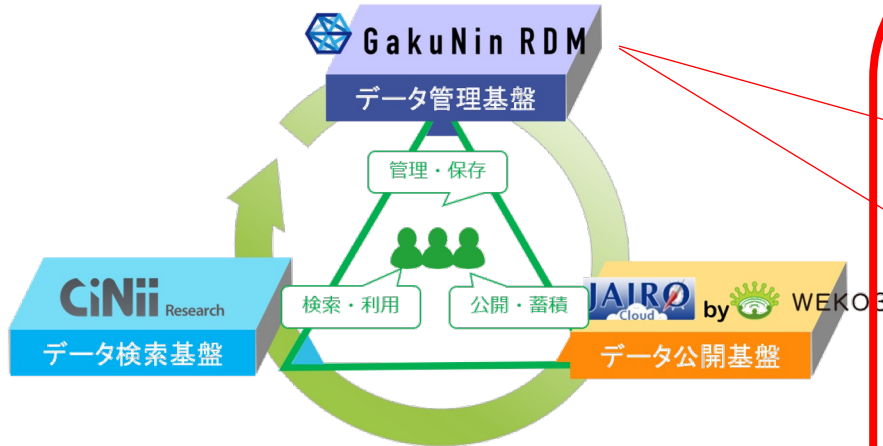 GakuNin RDM
データ管理基盤
管理・保存
検索・利用
公開・蓄積
CiNii Research
データ検索基盤
JAIRO Cloud by WEKO3
データ公開基盤